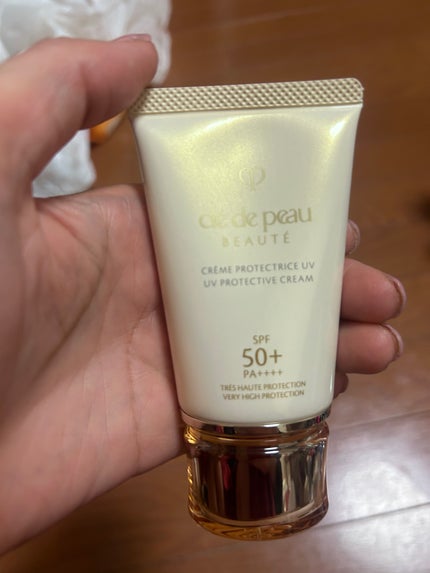 clé de peau
BEAUTÉ
CRÈME PROTECTRICE UV
UV PROTECTIVE CREAM
SPF
50+
PA++++
TRÈS HAUTE PROTECTION
VERY HIGH PROTECTION